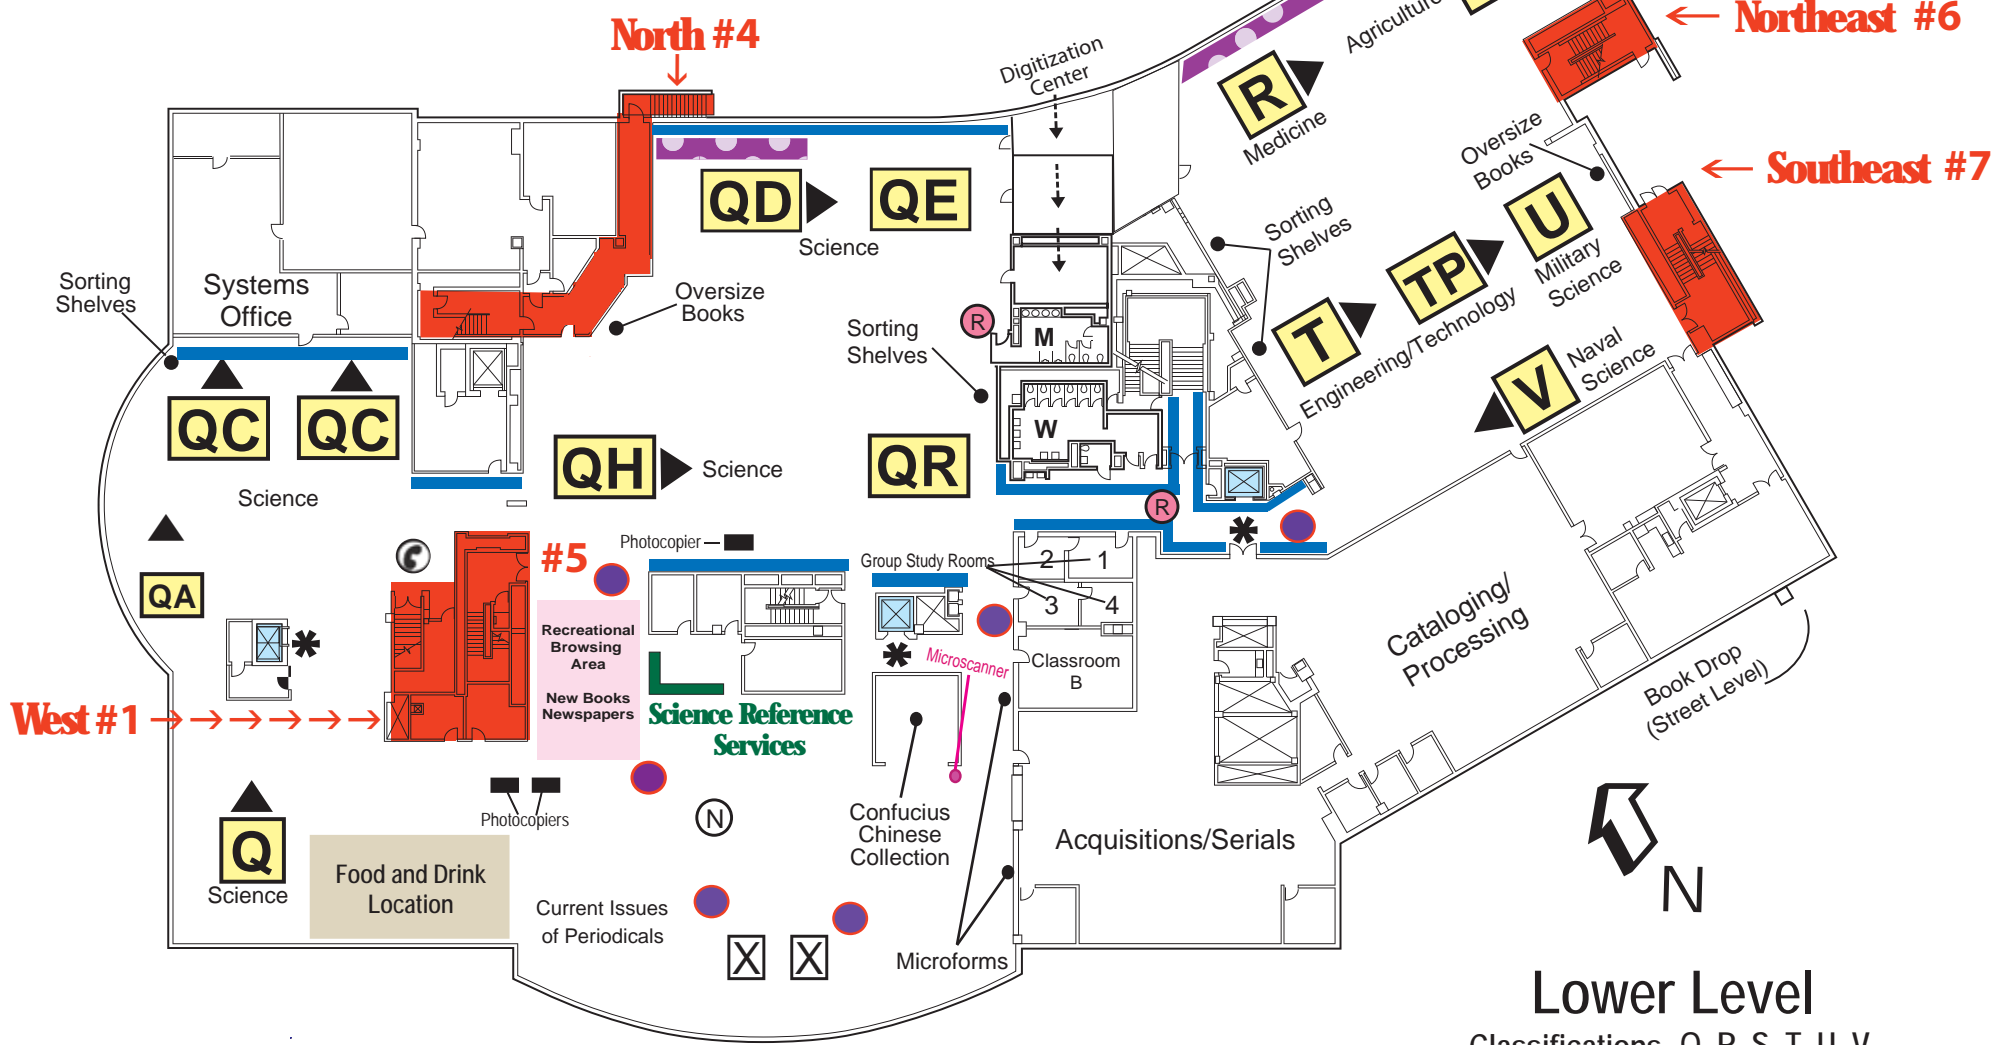 North #4
Northeast #6
Agriculture
Digitization
Center
R
Medicine
Oversize
Books
Southeast #7
QD
QE
Science
Sorting
Shelves
U
Military
Science
TP
T
Engineering/Technology
Sorting
Shelves
Systems
Office
Oversize
Books
Sorting
Shelves
R
M
W
V
Naval
Science
QC
QC
Science
QH
Science
QR
R
#5
Photocopier
Group Study Rooms
2
1
3
4
QA
Recreational
Browsing
Area
New Books
Newspapers
Science Reference
Services
Microscanner
Classroom
B
Cataloging/
Processing
Book Drop
(Street Level)
West #1
Q
Science
Photocopiers
N
Confucius
Chinese
Collection
Acquisitions/Serials
Food and Drink
Location
Current Issues
of Periodicals
X
X
Microforms
N
Lower Level
Classifications Q, R, S, T, U, V